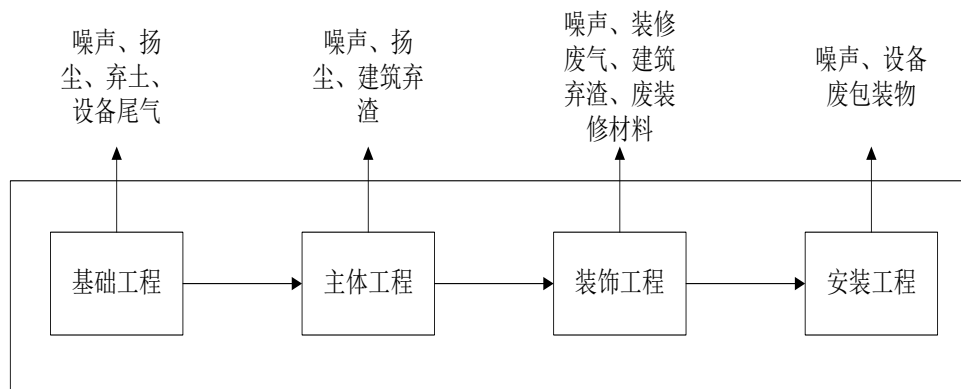 噪声、扬
尘、弃土、
设备尾气
噪声、扬
尘、建筑弃
渣
噪声、装修
废气、建筑
弃渣、废装
修材料
噪声、设备
废包装物
基础工程
主体工程
装饰工程
安装工程